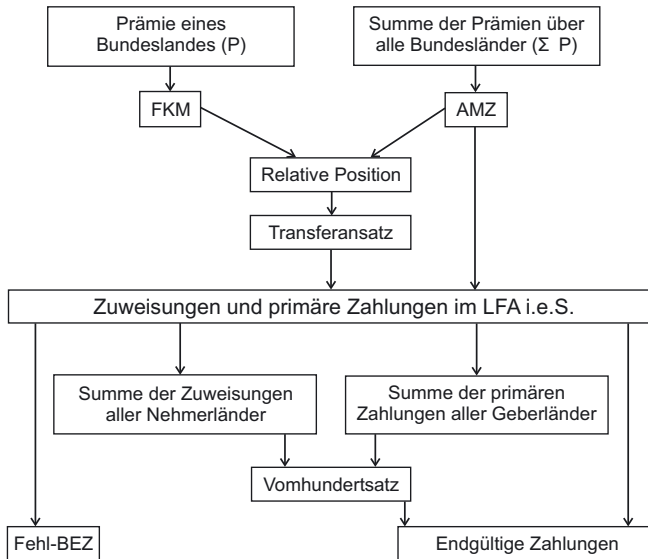 Prämie eines
Bundeslandes (P)
Summe der Prämien über
alle Bundesländer (Σ P)
FKM
AMZ
Relative Position
Transferansatz
Zuweisungen und primäre Zahlungen im LFA i.e.S.
Summe der Zuweisungen
aller Nehmerländer
Summe der primären
Zahlungen aller Geberländer
Vomhundertsatz
Fehl-BEZ
Endgültige Zahlungen